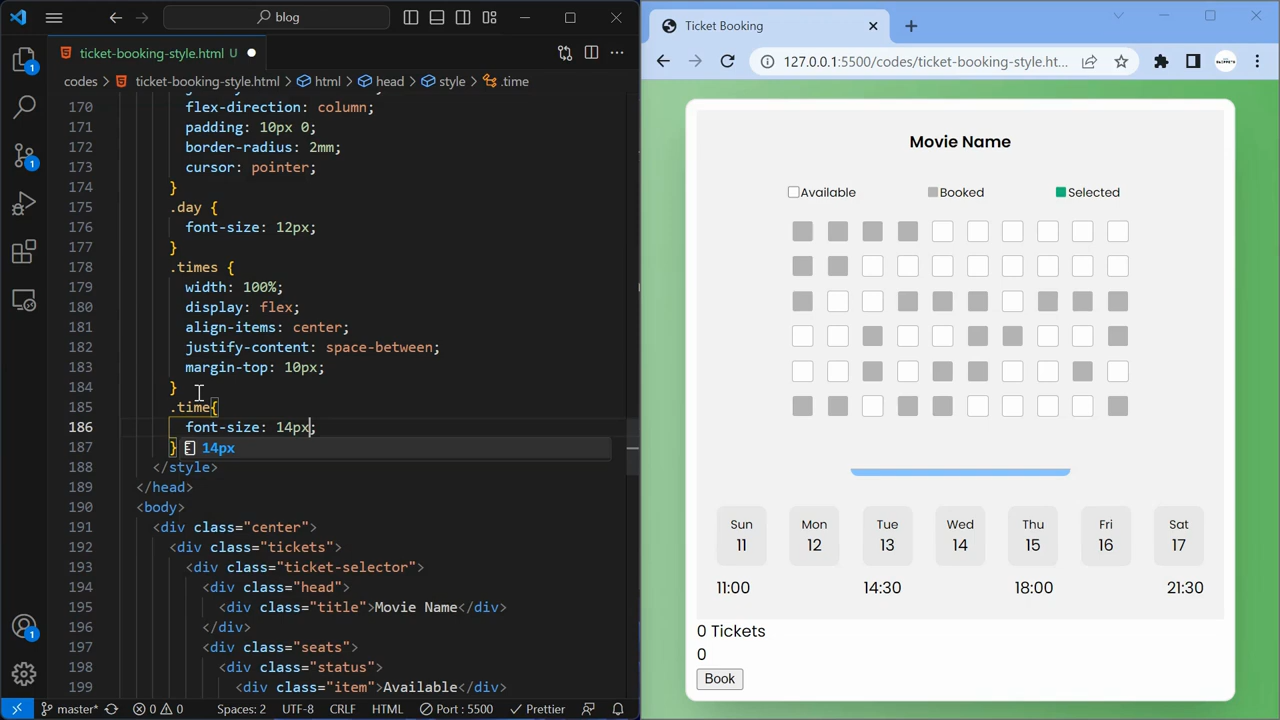 blog
ticket-booking-style.html U
codes ticket-booking-style.html html head style .time
170 flex-direction: column;
171 padding: 10px 0;
172 border-radius: 2mm;
173 cursor: pointer;
174 }
175 .day {
176 font-size: 12px;
177 }
178 .times {
179 width: 100%;
180 display: flex;
181 align-items: center;
182 justify-content: space-between;
183 margin-top: 10px;
184 }
185 .time{
186 font-size: 14px;
187 }
14px
188 </style>
189 </head>
190 <body>
191 <div class="center">
192 <div class="tickets">
193 <div class="ticket-selector">
194 <div class="head">
195 <div class="title">Movie Name</div>
196 </div>
197 <div class="seats">
198 <div class="status">
199 <div class="item">Available</div>
1
1
1
master* 0 0 Spaces: 2 UTF-8 CRLF HTML Port : 5500 Prettier
Ticket Booking
127.0.0.1:5500/codes/ticket-booking-style.ht...
Movie Name
Available Booked Selected
Sun Mon Tue Wed Thu Fri Sat
11 12 13 14 15 16 17
11:00 14:30 18:00 21:30
0 Tickets
0
Book